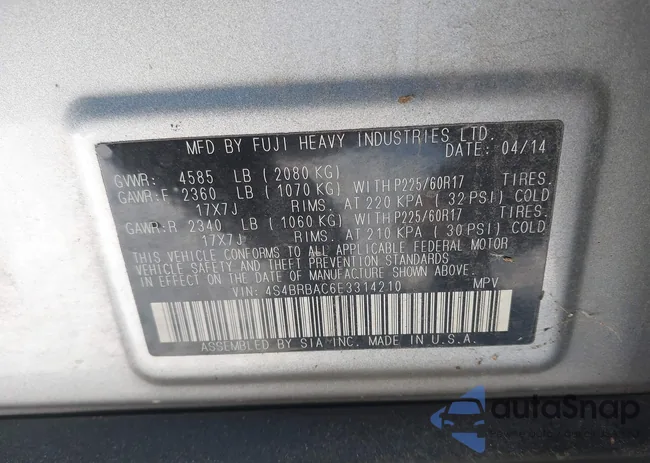 MFD BY FUJI HEAVY INDUSTRIES LTD.
DATE: 04/14
GVWR: 4585 LB ( 2080 KG)
GAWR:F 2360 LB ( 1070 KG) WITH P225/60R17 TIRES.
17X7J RIMS. AT 220 KPA ( 32 PSI) COLD
GAWR:R 2340 LB ( 1060 KG) WITH P225/60R17 TIRES.
17X7J RIMS. AT 210 KPA ( 30 PSI) COLD
THIS VEHICLE CONFORMS TO ALL APPLICABLE FEDERAL MOTOR
VEHICLE SAFETY AND THEFT PREVENTION STANDARDS
IN EFFECT ON THE DATE OF MANUFACTURE SHOWN ABOVE.
VIN: 4S4BRBAC6E3314210 MPV
ASSEMBLED BY SIA INC. MADE IN U.S.A.
autoSnap